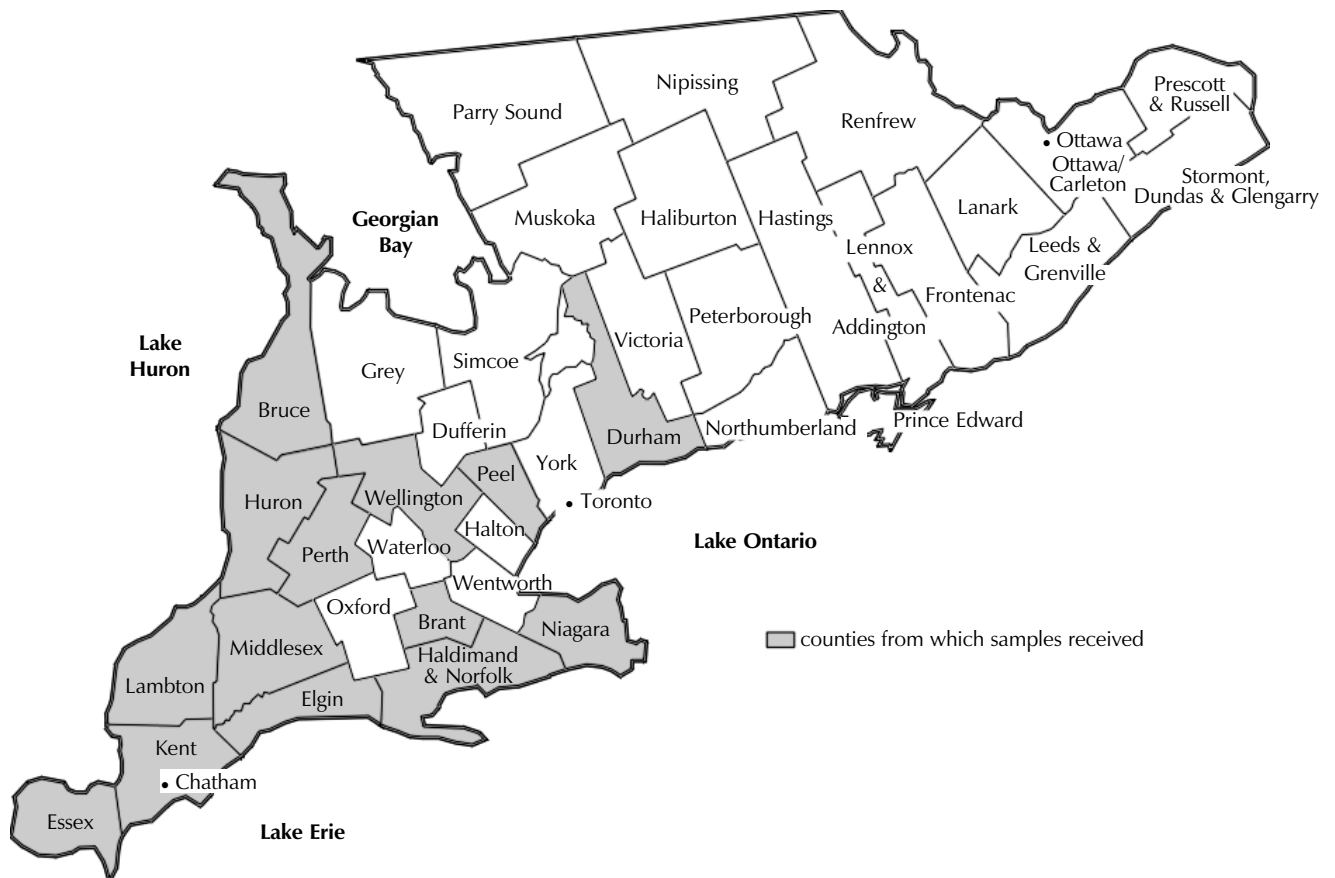 Nipissing
Parry Sound
Renfrew
Prescott
& Russell
Ottawa
Ottawa/
Carleton
Stormont,
Dundas & Glengarry
Georgian
Bay
Muskoka
Haliburton
Hastings
Lanark
Lennox
&
Addington
Leeds &
Grenville
Frontenac
Lake
Huron
Grey
Simcoe
Victoria
Peterborough
Bruce
Dufferin
Durham
Northumberland
Prince Edward
Huron
Wellington
Peel
York
Toronto
Perth
Waterloo
Halton
Lake Ontario
Wentworth
Oxford
Brant
Niagara
counties from which samples received
Middlesex
Haldimand
& Norfolk
Lambton
Elgin
Kent
Chatham
Essex
Lake Erie